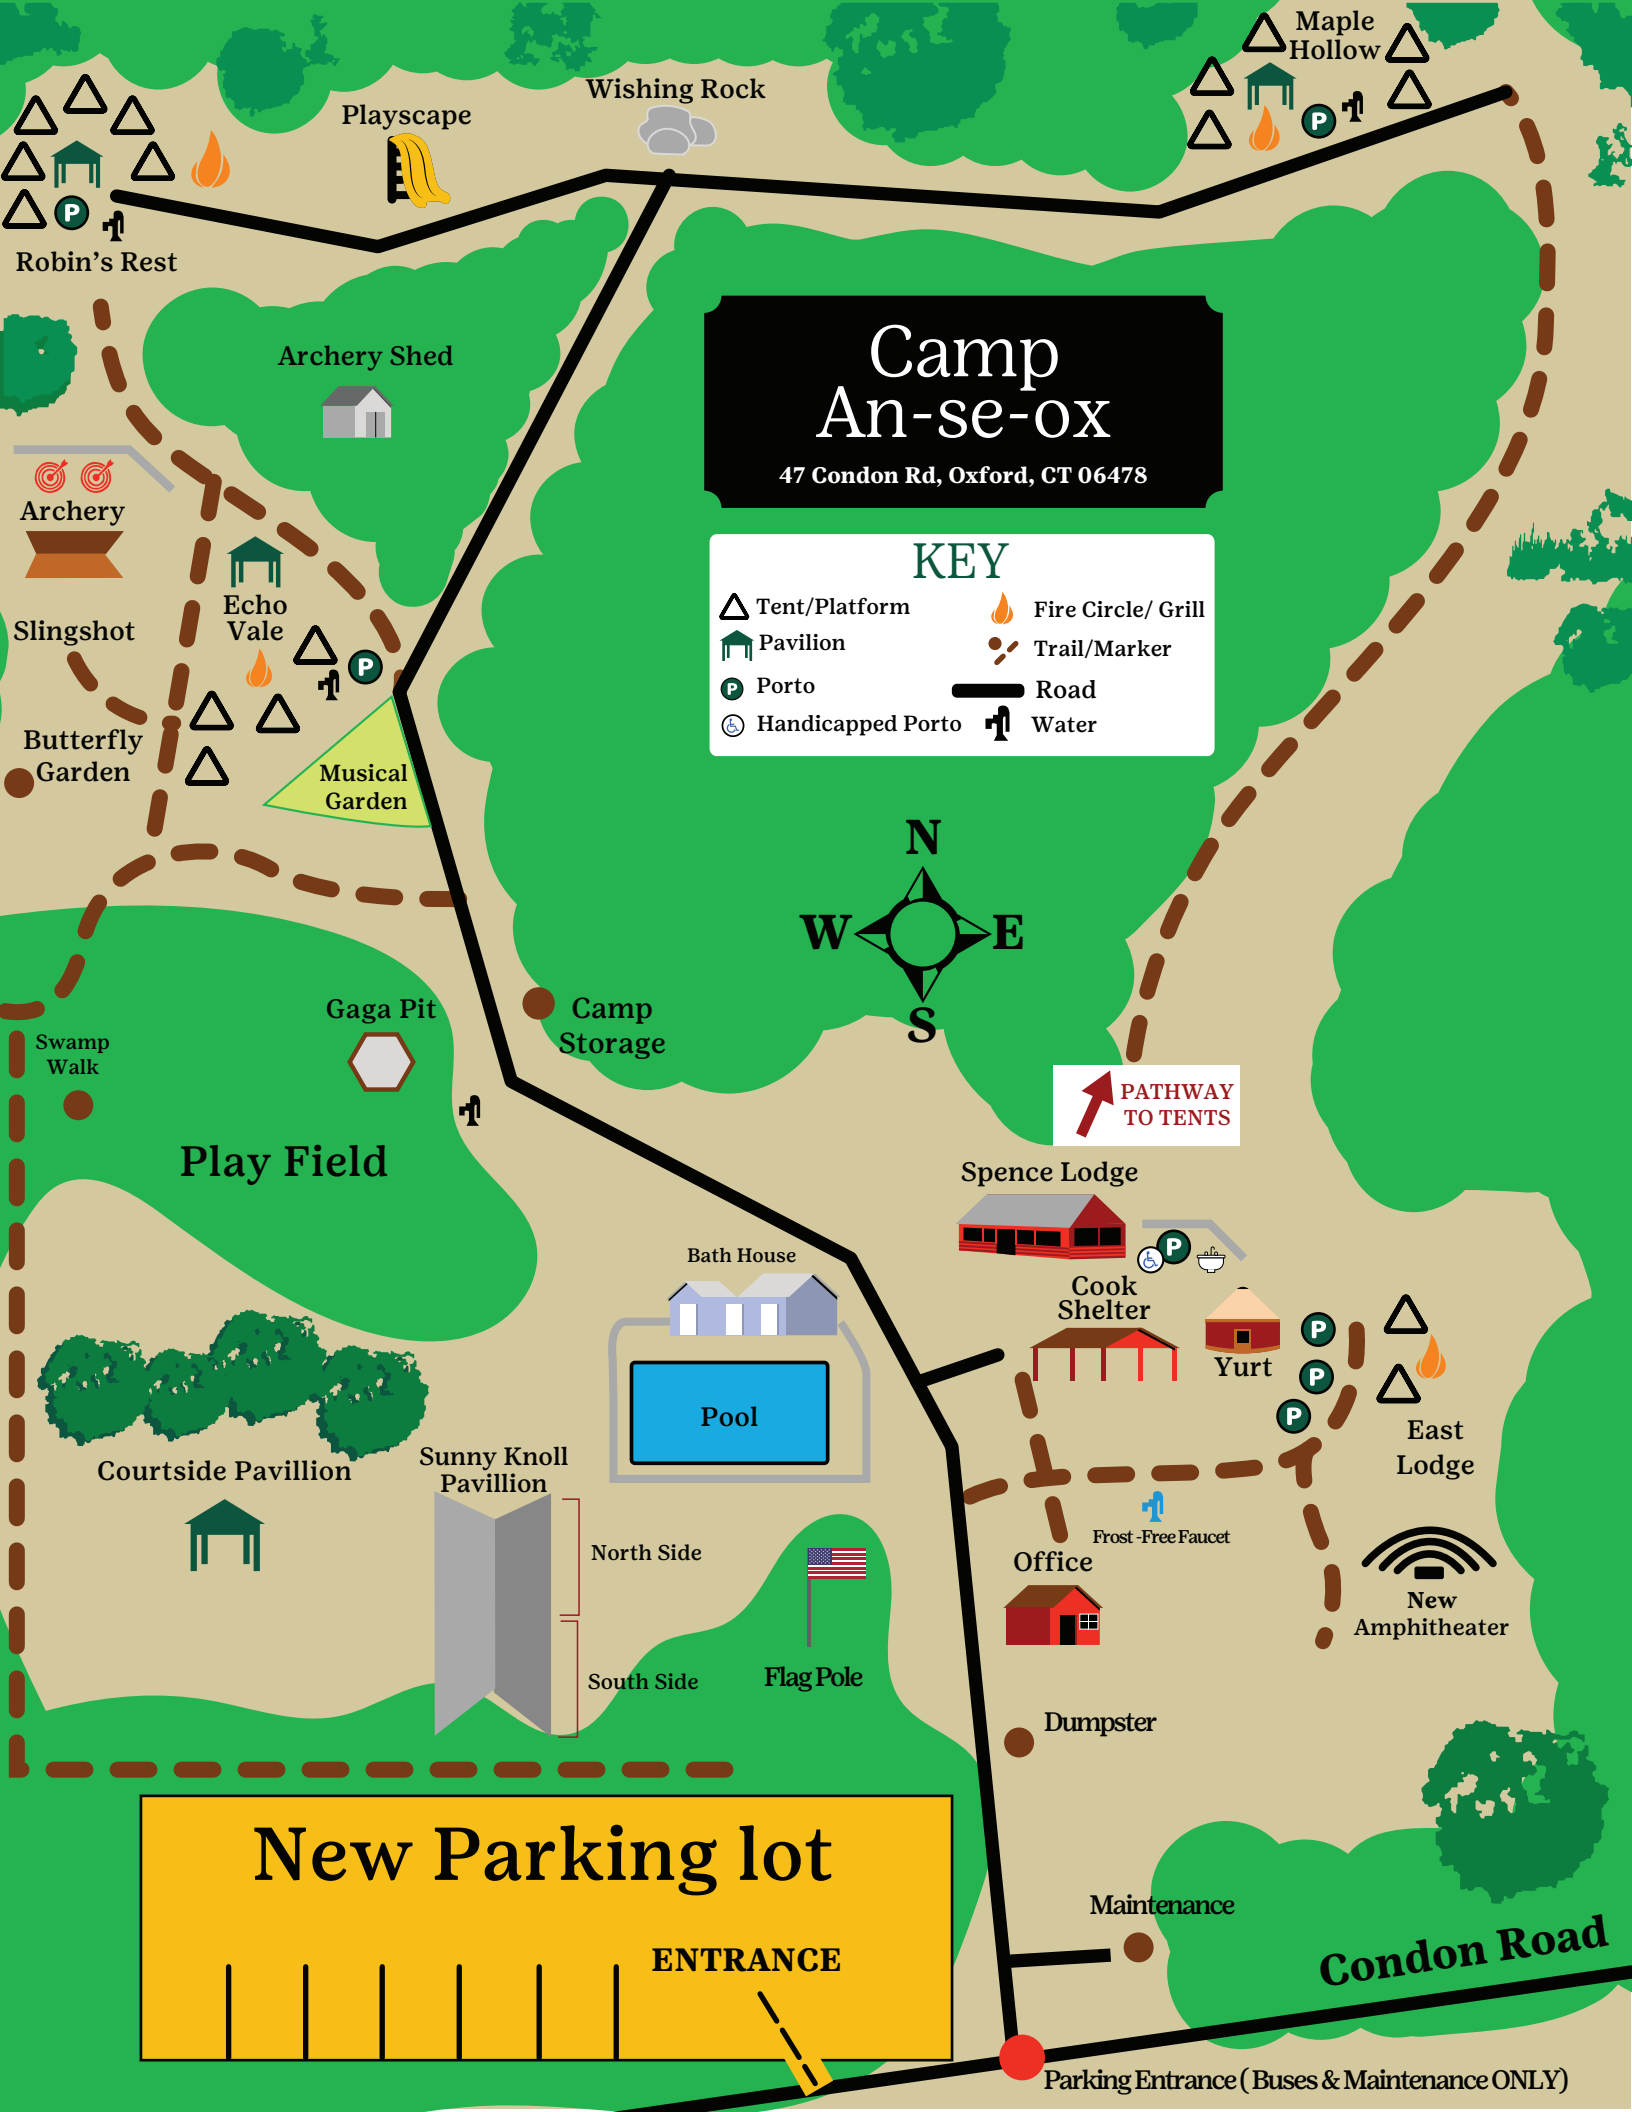 Maple
Hollow
P
Wishing Rock
Playscape
P
Robin's Rest
Archery Shed
Camp
An-se-ox
47 Condon Rd, Oxford, CT 06478
KEY
Tent/Platform
Fire Circle/ Grill
Pavilion
Trail/Marker
P Porto
Road
Handicapped Porto
Water
Archery
Echo
Vale
Slingshot
P
Butterfly
Garden
Musical
Garden
N
W
E
S
Gaga Pit
Camp
Storage
Swamp
Walk
Play Field
PATHWAY
TO TENTS
Spence Lodge
P
Bath House
Cook
Shelter
Yurt
P
P
P
Pool
East
Lodge
Courtside Pavillion
Sunny Knoll
Pavillion
North Side
South Side
Frost -Free Faucet
Office
New
Amphitheater
Flag Pole
Dumpster
New Parking lot
ENTRANCE
Maintenance
Condon Road
Parking Entrance ( Buses & Maintenance ONLY)